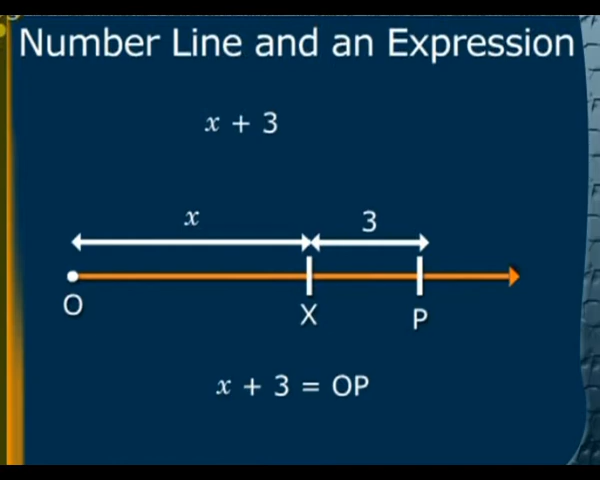 Number Line and an Expression
x + 3
x 3
O X P
x + 3 = OP